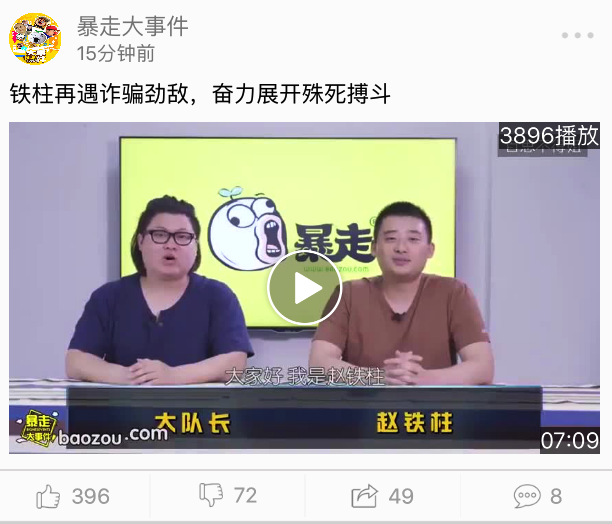 暴走大事件
15分钟前
铁柱再遇诈骗劲敌，奋力展开殊死搏斗
3896播放
暴走
www.baozou.com
大家好 我是赵铁柱
大队长
赵铁柱
暴走
大事件
baozou.com
07:09
396
72
49
8